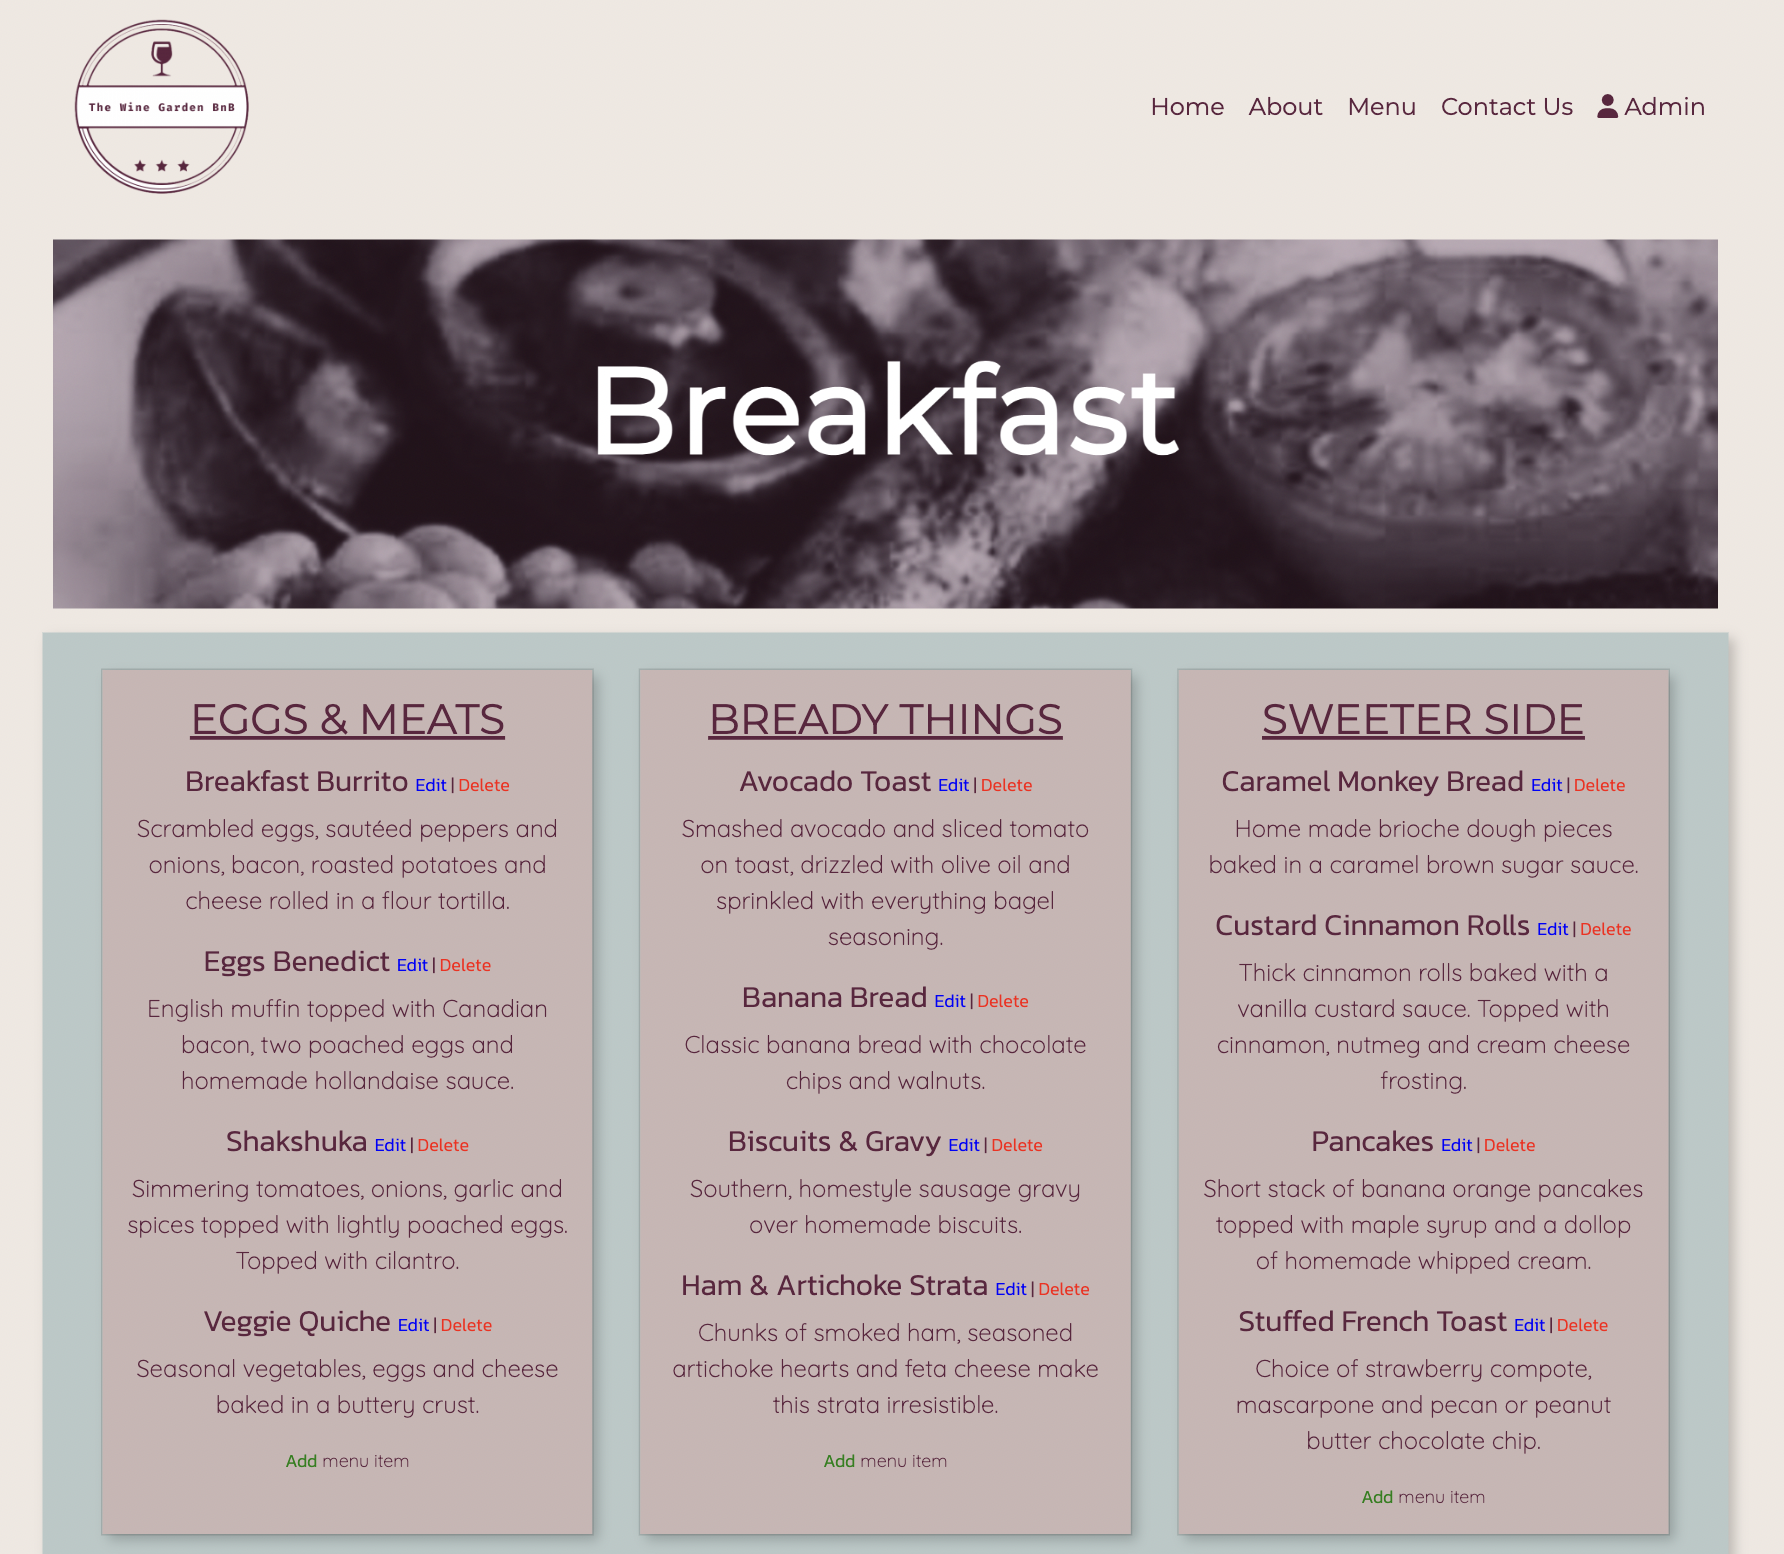 The Wine Garden BnB
Home About Menu Contact Us Admin
Breakfast
EGGS & MEATS
Breakfast Burrito Edit | Delete
Scrambled eggs, sautéed peppers and
onions, bacon, roasted potatoes and
cheese rolled in a flour tortilla.
Eggs Benedict Edit | Delete
English muffin topped with Canadian
bacon, two poached eggs and
homemade hollandaise sauce.
Shakshuka Edit | Delete
Simmering tomatoes, onions, garlic and
spices topped with lightly poached eggs.
Topped with cilantro.
Veggie Quiche Edit | Delete
Seasonal vegetables, eggs and cheese
baked in a buttery crust.
Add menu item
BREADY THINGS
Avocado Toast Edit | Delete
Smashed avocado and sliced tomato
on toast, drizzled with olive oil and
sprinkled with everything bagel
seasoning.
Banana Bread Edit | Delete
Classic banana bread with chocolate
chips and walnuts.
Biscuits & Gravy Edit | Delete
Southern, homestyle sausage gravy
over homemade biscuits.
Ham & Artichoke Strata Edit | Delete
Chunks of smoked ham, seasoned
artichoke hearts and feta cheese make
this strata irresistible.
Add menu item
SWEETER SIDE
Caramel Monkey Bread Edit | Delete
Home made brioche dough pieces
baked in a caramel brown sugar sauce.
Custard Cinnamon Rolls Edit | Delete
Thick cinnamon rolls baked with a
vanilla custard sauce. Topped with
cinnamon, nutmeg and cream cheese
frosting.
Pancakes Edit | Delete
Short stack of banana orange pancakes
topped with maple syrup and a dollop
of homemade whipped cream.
Stuffed French Toast Edit | Delete
Choice of strawberry compote,
mascarpone and pecan or peanut
butter chocolate chip.
Add menu item